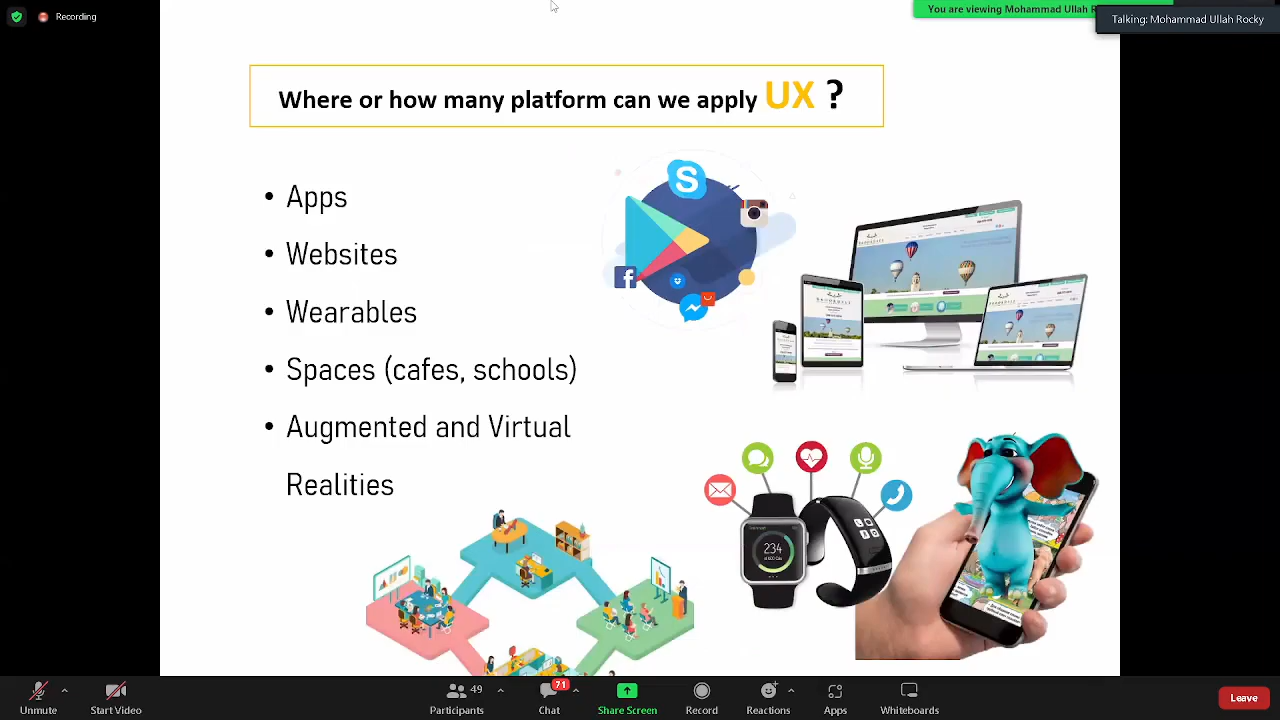 Recording
You are viewing Mohammad Ullah R
Talking: Mohammad Ullah Rocky
Where or how many platform can we apply UX ?
• Apps
• Websites
• Wearables
• Spaces (cafes, schools)
• Augmented and Virtual
Realities
S
f
234
Unmute
Start Video
49
Participants
71
Chat
Share Screen
Record
Reactions
Apps
Whiteboards
Leave